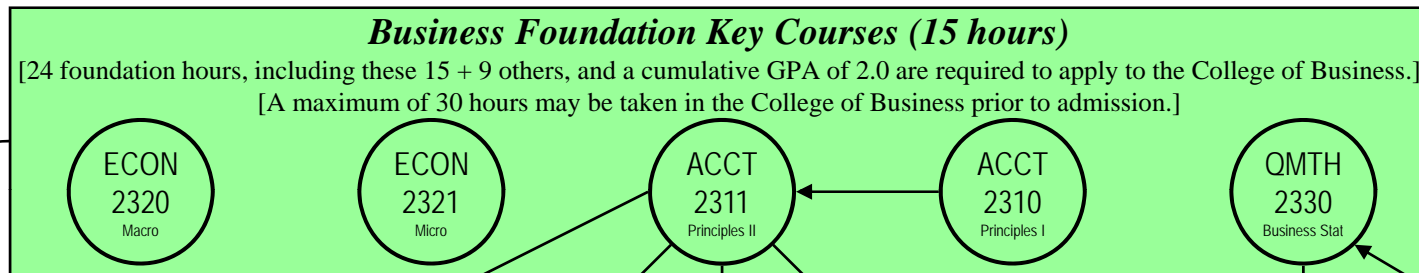 Business Foundation Key Courses (15 hours)
[24 foundation hours, including these 15 + 9 others, and a cumulative GPA of 2.0 are required to apply to the College of Business.]
[A maximum of 30 hours may be taken in the College of Business prior to admission.]
ECON
2320
Macro
ECON
2321
Micro
ACCT
2311
Principles II
ACCT
2310
Principles I
QMTH
2330
Business Stat